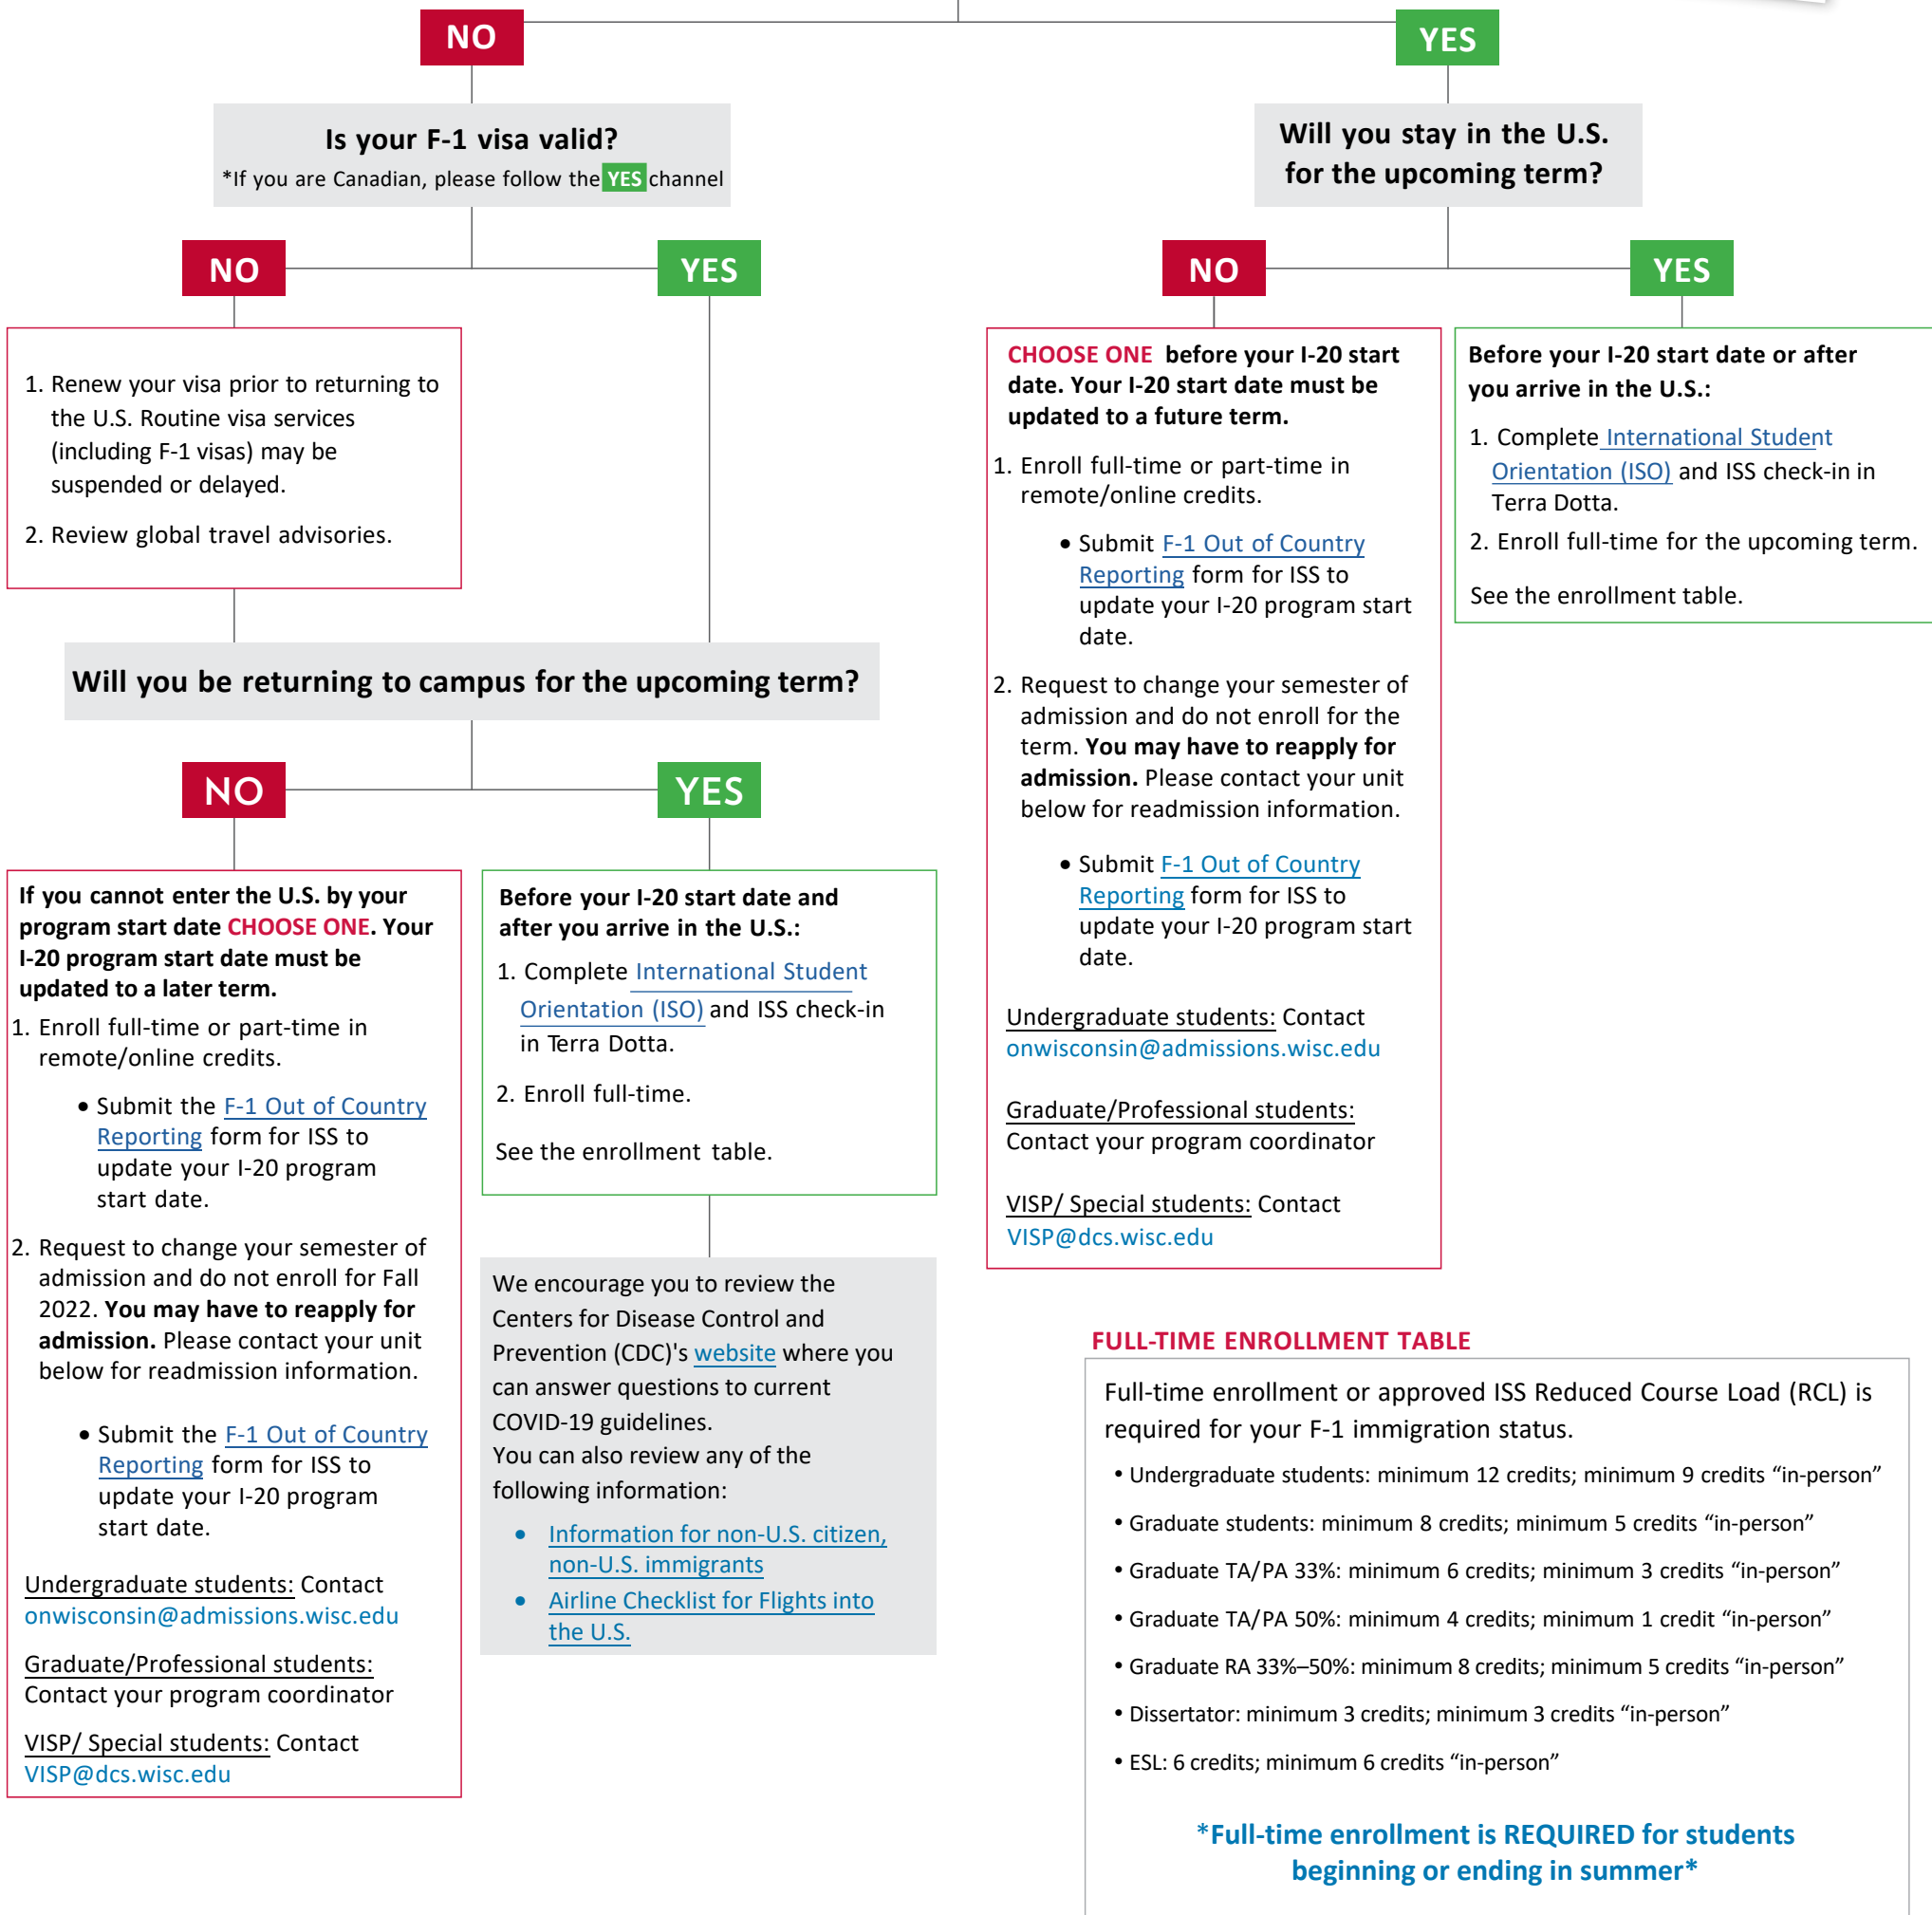 NO
YES
Is your F-1 visa valid?
*If you are Canadian, please follow the YES channel
NO
YES
1. Renew your visa prior to returning to
the U.S. Routine visa services
(including F-1 visas) may be
suspended or delayed.
2. Review global travel advisories.
Will you be returning to campus for the upcoming term?
NO
YES
If you cannot enter the U.S. by your
program start date CHOOSE ONE. Your
I-20 program start date must be
updated to a later term.
1. Enroll full-time or part-time in
remote/online credits.
• Submit the F-1 Out of Country
Reporting form for ISS to
update your I-20 program
start date.
2. Request to change your semester of
admission and do not enroll for Fall
2022. You may have to reapply for
admission. Please contact your unit
below for readmission information.
• Submit the F-1 Out of Country
Reporting form for ISS to
update your I-20 program
start date.
Undergraduate students: Contact
onwisconsin@admissions.wisc.edu
Graduate/Professional students:
Contact your program coordinator
VISP/ Special students: Contact
VISP@dcs.wisc.edu
Before your I-20 start date and
after you arrive in the U.S.:
1. Complete International Student
Orientation (ISO) and ISS check-in
in Terra Dotta.
2. Enroll full-time.
See the enrollment table.
We encourage you to review the
Centers for Disease Control and
Prevention (CDC)'s website where you
can answer questions to current
COVID-19 guidelines.
You can also review any of the
following information:
• Information for non-U.S. citizen,
non-U.S. immigrants
• Airline Checklist for Flights into
the U.S.
Will you stay in the U.S.
for the upcoming term?
NO
YES
CHOOSE ONE before your I-20 start
date. Your I-20 start date must be
updated to a future term.
1. Enroll full-time or part-time in
remote/online credits.
• Submit F-1 Out of Country
Reporting form for ISS to
update your I-20 program start
date.
2. Request to change your semester of
admission and do not enroll for the
term. You may have to reapply for
admission. Please contact your unit
below for readmission information.
• Submit F-1 Out of Country
Reporting form for ISS to
update your I-20 program start
date.
Undergraduate students: Contact
onwisconsin@admissions.wisc.edu
Graduate/Professional students:
Contact your program coordinator
VISP/ Special students: Contact
VISP@dcs.wisc.edu
Before your I-20 start date or after
you arrive in the U.S.:
1. Complete International Student
Orientation (ISO) and ISS check-in in
Terra Dotta.
2. Enroll full-time for the upcoming term.
See the enrollment table.
FULL-TIME ENROLLMENT TABLE
Full-time enrollment or approved ISS Reduced Course Load (RCL) is
required for your F-1 immigration status.
• Undergraduate students: minimum 12 credits; minimum 9 credits “in-person”
• Graduate students: minimum 8 credits; minimum 5 credits “in-person”
• Graduate TA/PA 33%: minimum 6 credits; minimum 3 credits “in-person”
• Graduate TA/PA 50%: minimum 4 credits; minimum 1 credit “in-person”
• Graduate RA 33%–50%: minimum 8 credits; minimum 5 credits “in-person”
• Dissertator: minimum 3 credits; minimum 3 credits “in-person”
• ESL: 6 credits; minimum 6 credits “in-person”
*Full-time enrollment is REQUIRED for students
beginning or ending in summer*